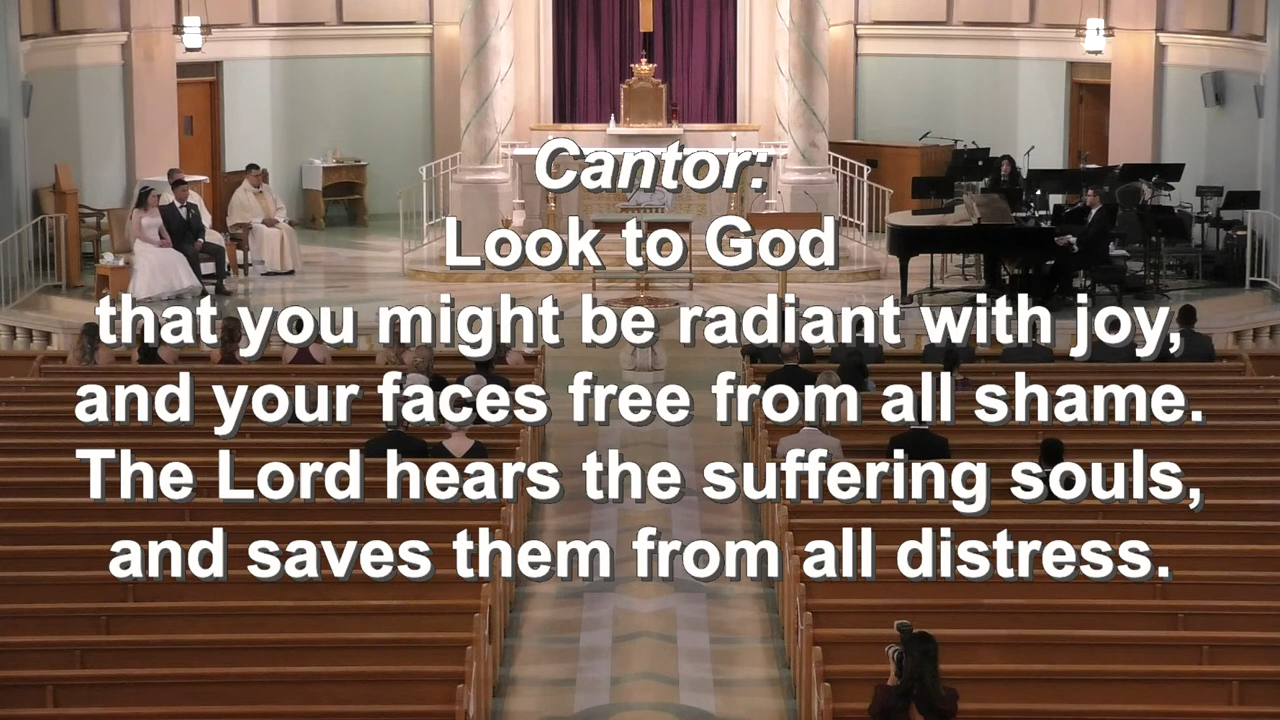 Cantor:
Look to God
that you might be radiant with joy,
and your faces free from all shame.
The Lord hears the suffering souls,
and saves them from all distress.